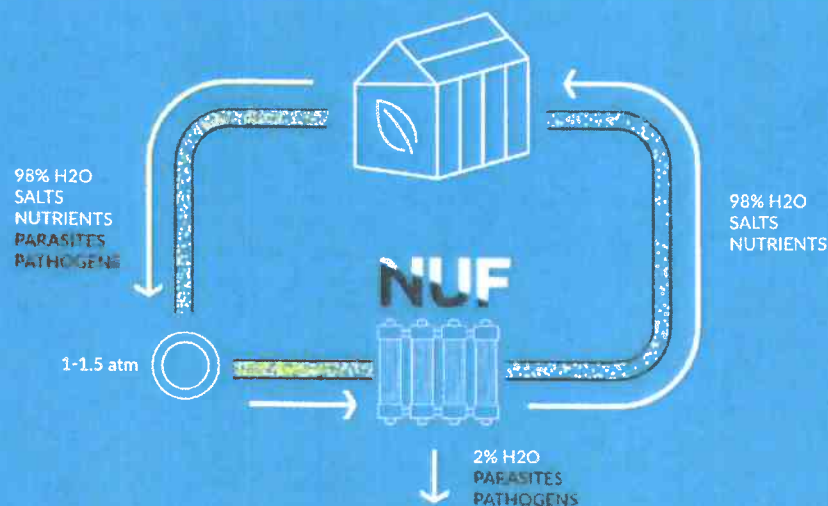 98% H2O
SALTS
NUTRIENTS
PARASITES
PATHOGENS
98% H2O
SALTS
NUTRIENTS
NUF
1-1.5 atm
2% H2O
PARASITES
PATHOGENS